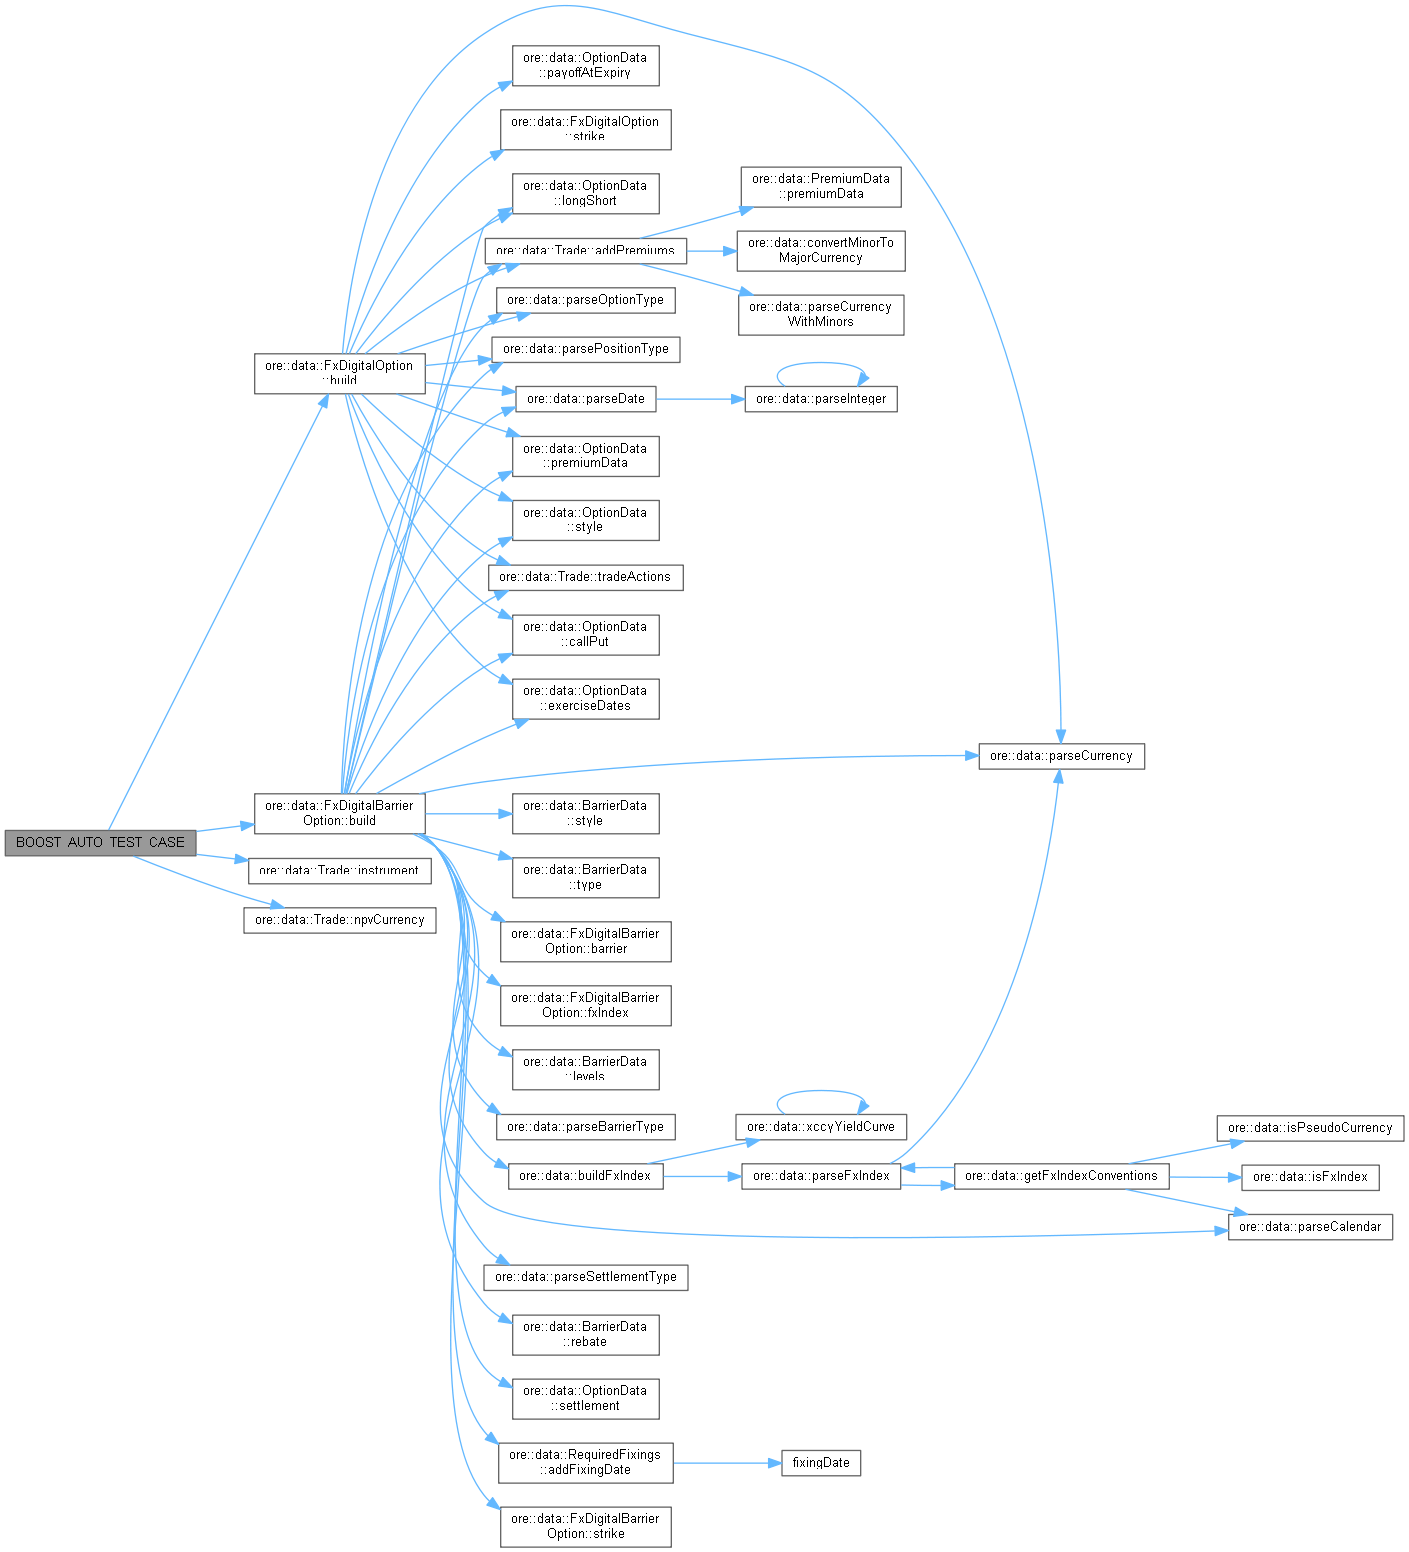 ore::data::OptionData
::payoffAtExpiry
ore::data::FxDigitalOption
::strike
ore::data::OptionData
::longShort
ore::data::PremiumData
::premiumData
ore::data::Trade::addPremiums
ore::data::convertMinorTo
MajorCurrency
ore::data::parseOptionType
ore::data::parseCurrency
WithMinors
ore::data::parsePositionType
ore::data::FxDigitalOption
::build
ore::data::parseDate
ore::data::parseInteger
ore::data::OptionData
::premiumData
ore::data::OptionData
::style
ore::data::Trade::tradeActions
ore::data::OptionData
::callPut
ore::data::OptionData
::exerciseDates
ore::data::parseCurrency
ore::data::FxDigitalBarrier
Option::build
ore::data::BarrierData
::style
BOOST_AUTO_TEST_CASE
ore::data::Trade::instrument
ore::data::BarrierData
::type
ore::data::Trade::npvCurrency
ore::data::FxDigitalBarrier
Option::barrier
ore::data::FxDigitalBarrier
Option::fxIndex
ore::data::BarrierData
::levels
ore::data::parseBarrierType
ore::data::xccyYieldCurve
ore::data::isPseudoCurrency
ore::data::buildFxIndex
ore::data::parseFxIndex
ore::data::getFxIndexConventions
ore::data::isFxIndex
ore::data::parseCalendar
ore::data::parseSettlementType
ore::data::BarrierData
::rebate
ore::data::OptionData
::settlement
ore::data::RequiredFixings
::addFixingDate
fixingDate
ore::data::FxDigitalBarrier
Option::strike